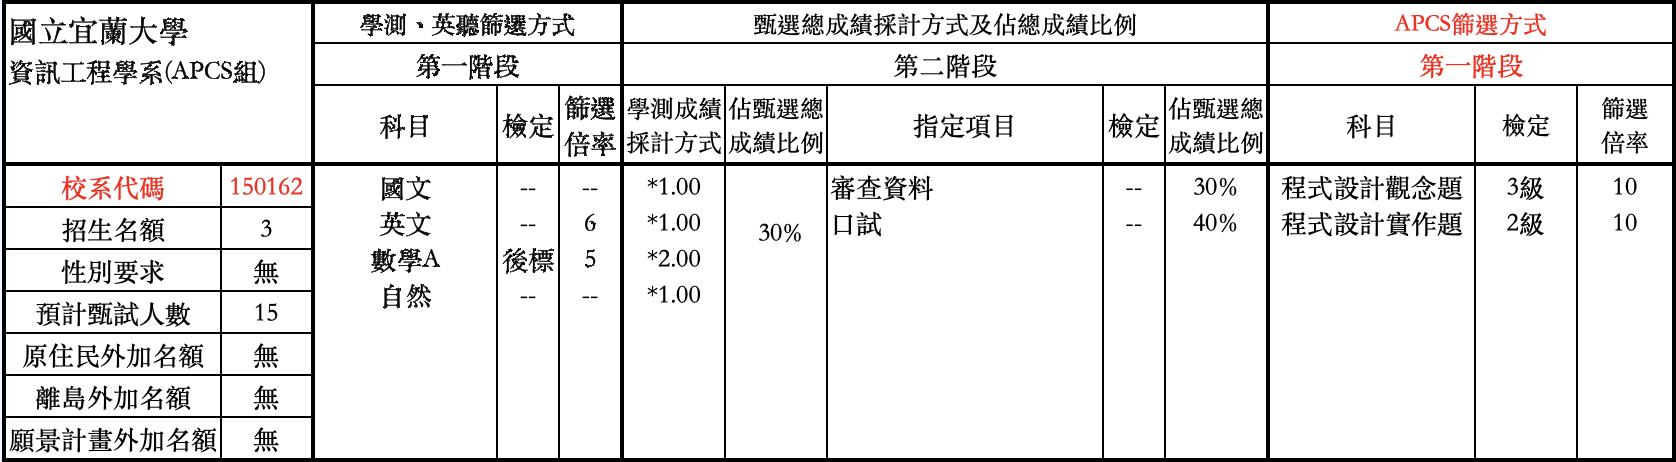 國立宜蘭大學
資訊工程學系(APCS組)
學測、英聽篩選方式
甄選總成績採計方式及佔總成績比例
APCS篩選方式
第一階段
第二階段
第一階段
科目
檢定
篩選
倍率
學測成績
採計方式
佔甄選總
成績比例
指定項目
檢定
佔甄選總
成績比例
科目
檢定
篩選
倍率
校系代碼 150162
招生名額 3
性別要求 無
預計甄試人數 15
原住民外加名額 無
離島外加名額 無
願景計畫外加名額 無
國文 -- -- *1.00
英文 -- 6 *1.00
數學A 後標 5 *2.00
自然 -- -- *1.00
30%
審查資料 -- 30%
口試 -- 40%
程式設計觀念題 3級 10
程式設計實作題 2級 10